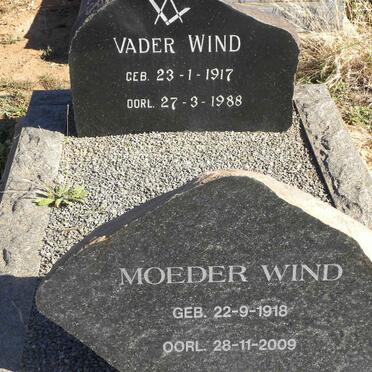 VADER WIND
GEB. 23-1-1917
OORL. 27-3-1988
MOEDER WIND
GEB. 22-9-1918
OORL. 28-11-2009